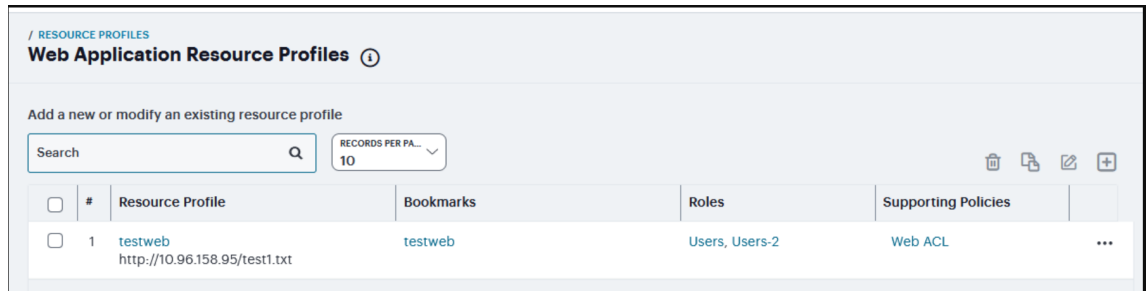 / RESOURCE PROFILES
Web Application Resource Profiles
Add a new or modify an existing resource profile
Search
RECORDS PER PA...
10
# Resource Profile Bookmarks Roles Supporting Policies
1 testweb testweb Users, Users-2 Web ACL
http://10.96.158.95/test1.txt